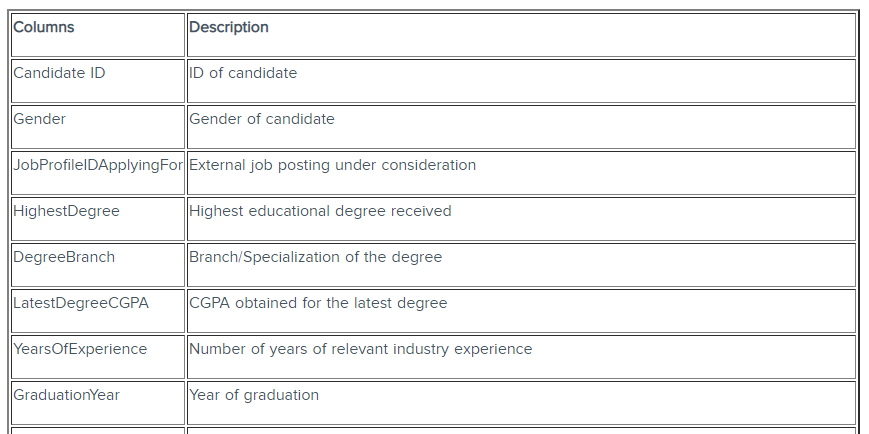 Columns Description
Candidate ID ID of candidate
Gender Gender of candidate
JobProfileIDApplyingFor External job posting under consideration
HighestDegree Highest educational degree received
DegreeBranch Branch/Specialization of the degree
LatestDegreeCGPA CGPA obtained for the latest degree
YearsOfExperience Number of years of relevant industry experience
GraduationYear Year of graduation